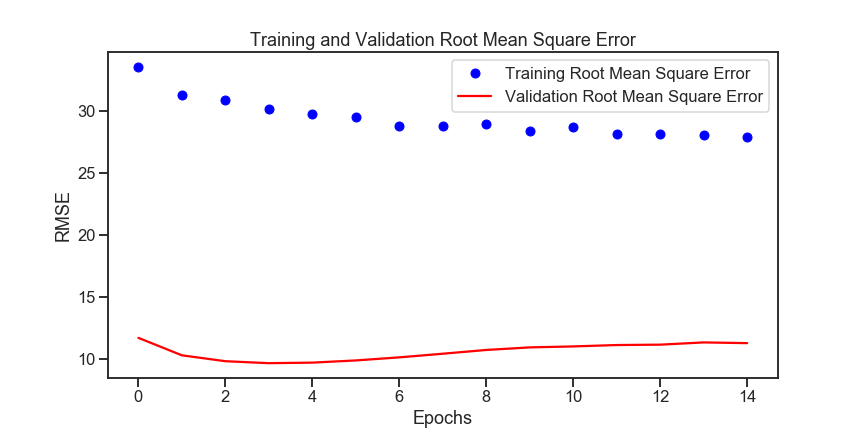 Training and Validation Root Mean Square Error
Training Root Mean Square Error
Validation Root Mean Square Error
RMSE
30
25
20
15
10
0 2 4 6 8 10 12 14
Epochs